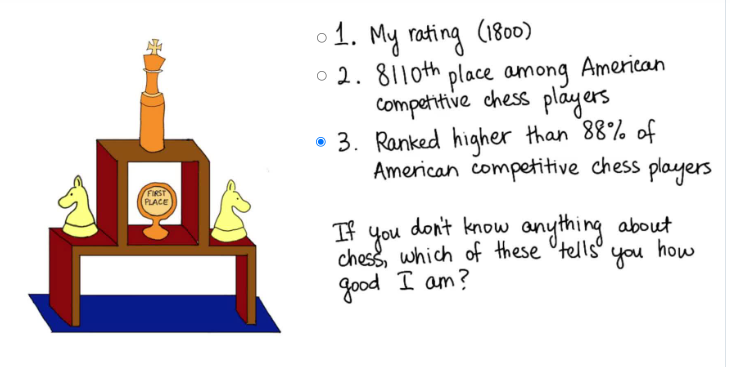 FIRST
PLACE
1. My rating (1800)
2. 8110th place among American
competitive chess players
3. Ranked higher than 88% of
American competitive chess players
If you don't know anything about
chess, which of these tells you how
good I am?